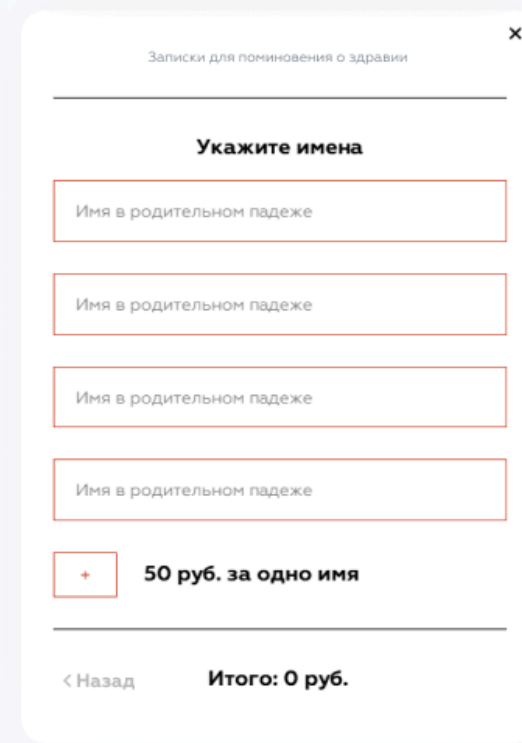 ×
Записки для поминовения о здравии
Укажите имена
Имя в родительном падеже
Имя в родительном падеже
Имя в родительном падеже
Имя в родительном падеже
+ 50 руб. за одно имя
< Назад Итого: 0 руб.